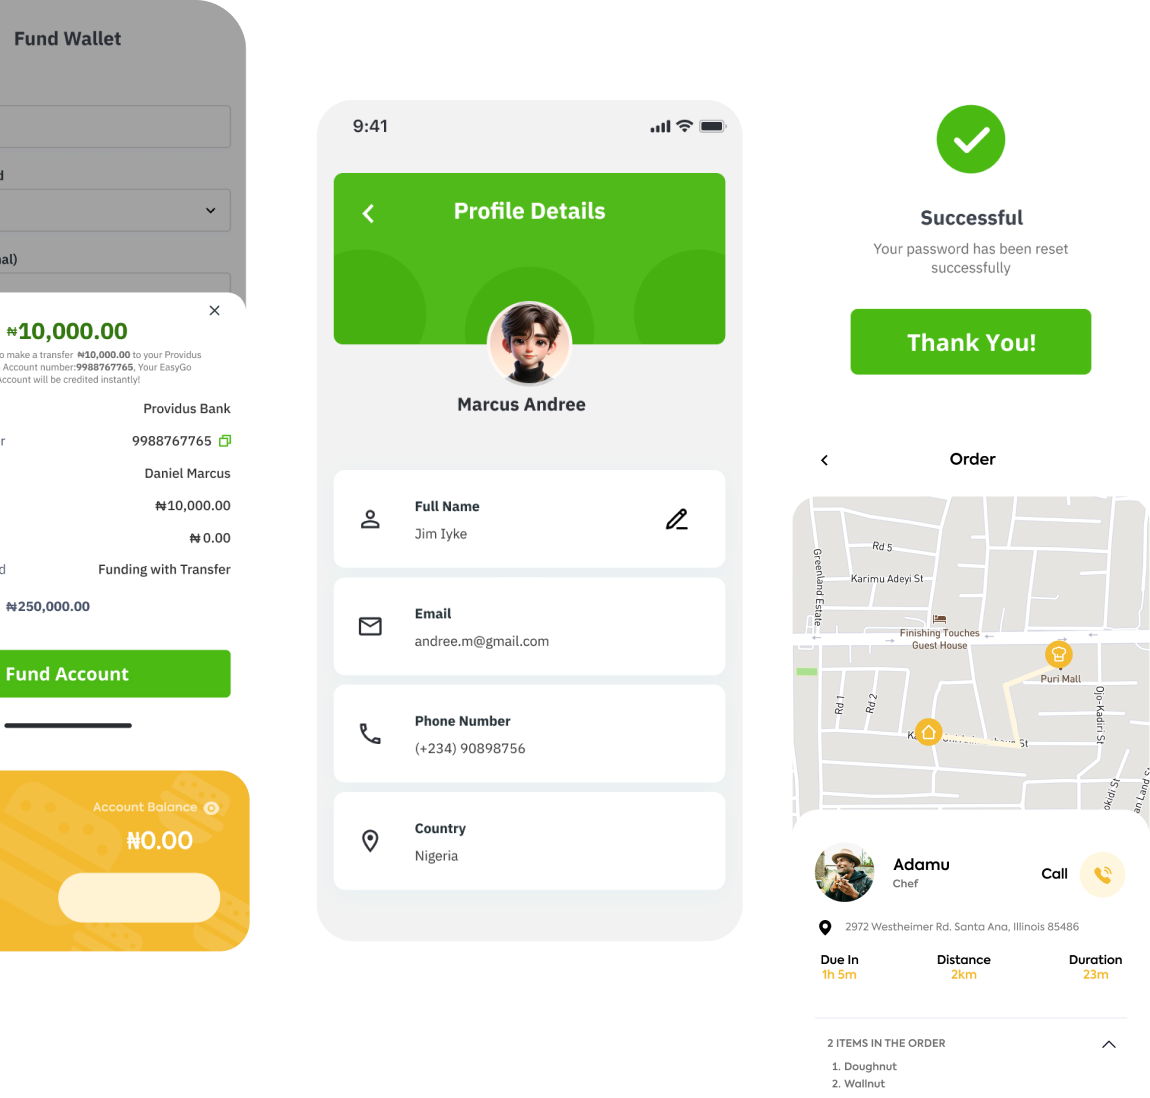 Fund Wallet
₦10,000.00
to make a transfer ₦10,000.00 to your Providus
Account number:9988767765, Your EasyGo
Account will be credited instantly!
Providus Bank
9988767765
Daniel Marcus
₦10,000.00
₦0.00
Funding with Transfer
₦250,000.00
Fund Account
Account Balance
₦0.00
9:41
Profile Details
Marcus Andree
Full Name
Jim Iyke
Email
andree.m@gmail.com
Phone Number
(+234) 90898756
Country
Nigeria
Successful
Your password has been reset
successfully
Thank You!
Order
Rd 5
Greenland Estate
Karimu Adeyi St
Finishing Touches
Guest House
Puri Mall
Rd 1
Rd 2
Ojo-Kadiri St
St
Land S
Adamu
Chef
Call
2972 Westheimer Rd. Santa Ana, Illinois 85486
Due In
Distance
Duration
1h 5m
2km
23m
2 ITEMS IN THE ORDER
1. Doughnut
2. Wallnut